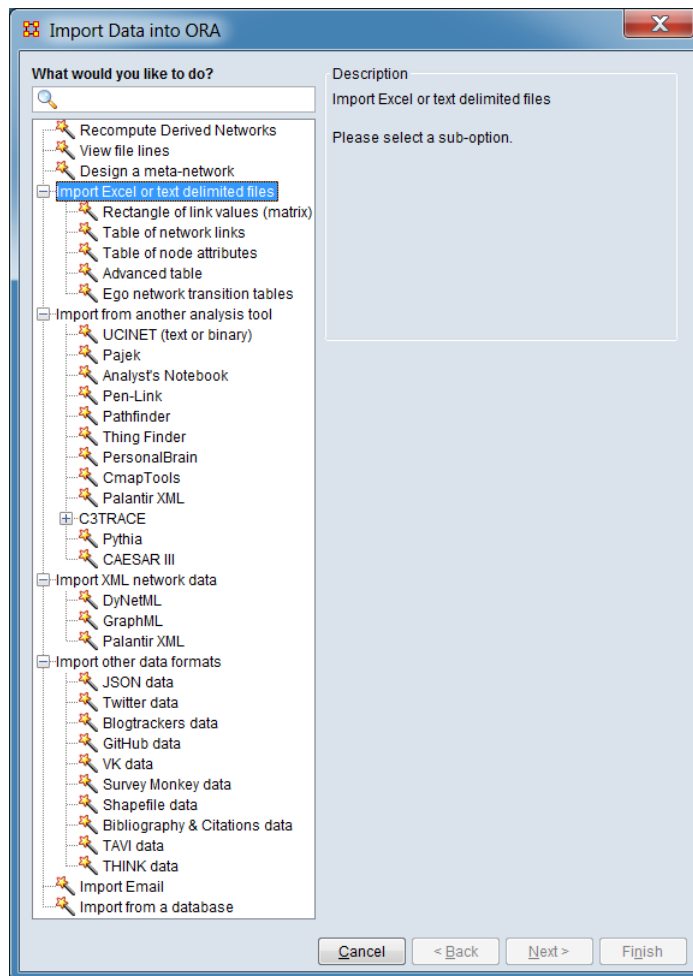 Import Data into ORA
What would you like to do?
Recompute Derived Networks
View file lines
Design a meta-network
Import Excel or text delimited files
Rectangle of link values (matrix)
Table of network links
Table of node attributes
Advanced table
Ego network transition tables
Import from another analysis tool
UCINET (text or binary)
Pajek
Analyst's Notebook
Pen-Link
Pathfinder
Thing Finder
PersonalBrain
CmapTools
Palantir XML
C3TRACE
Pythia
CAESAR III
Import XML network data
DyNetML
GraphML
Palantir XML
Import other data formats
JSON data
Twitter data
Blogtrackers data
GitHub data
VK data
Survey Monkey data
Shapefile data
Bibliography & Citations data
TAVI data
THINK data
Import Email
Import from a database
Description
Import Excel or text delimited files
Please select a sub-option.
Cancel
< Back
Next >
Finish